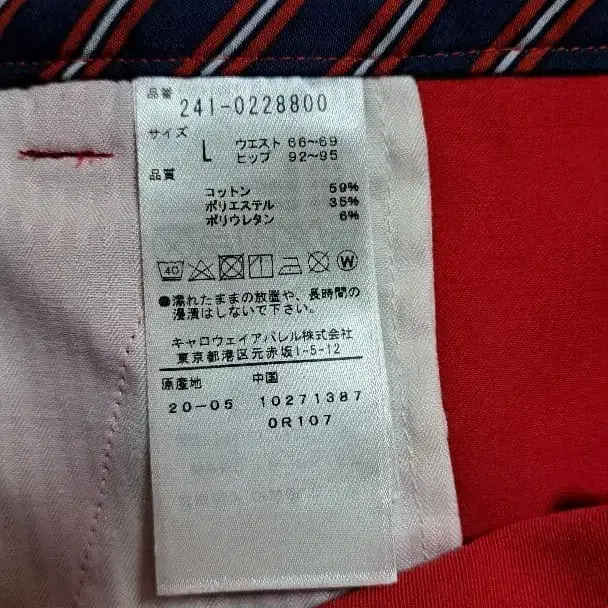 品番
241-0228800
サイズ
L ウエスト 66~69
ヒップ 92~95
品質
コットン 59%
ポリエステル 35%
ポリウレタン 6%
40 W
●濡れたままの放置や、長時間の
浸漬はしないで下さい。
キャロウェイアパレル株式会社
東京都港区元赤坂1-5-12
原産地 中国
20-05 10271387
0R107